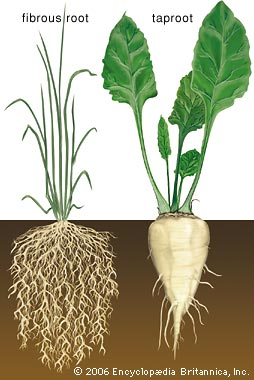 fibrous root
taproot
© 2006 Encyclopædia Britannica, Inc.